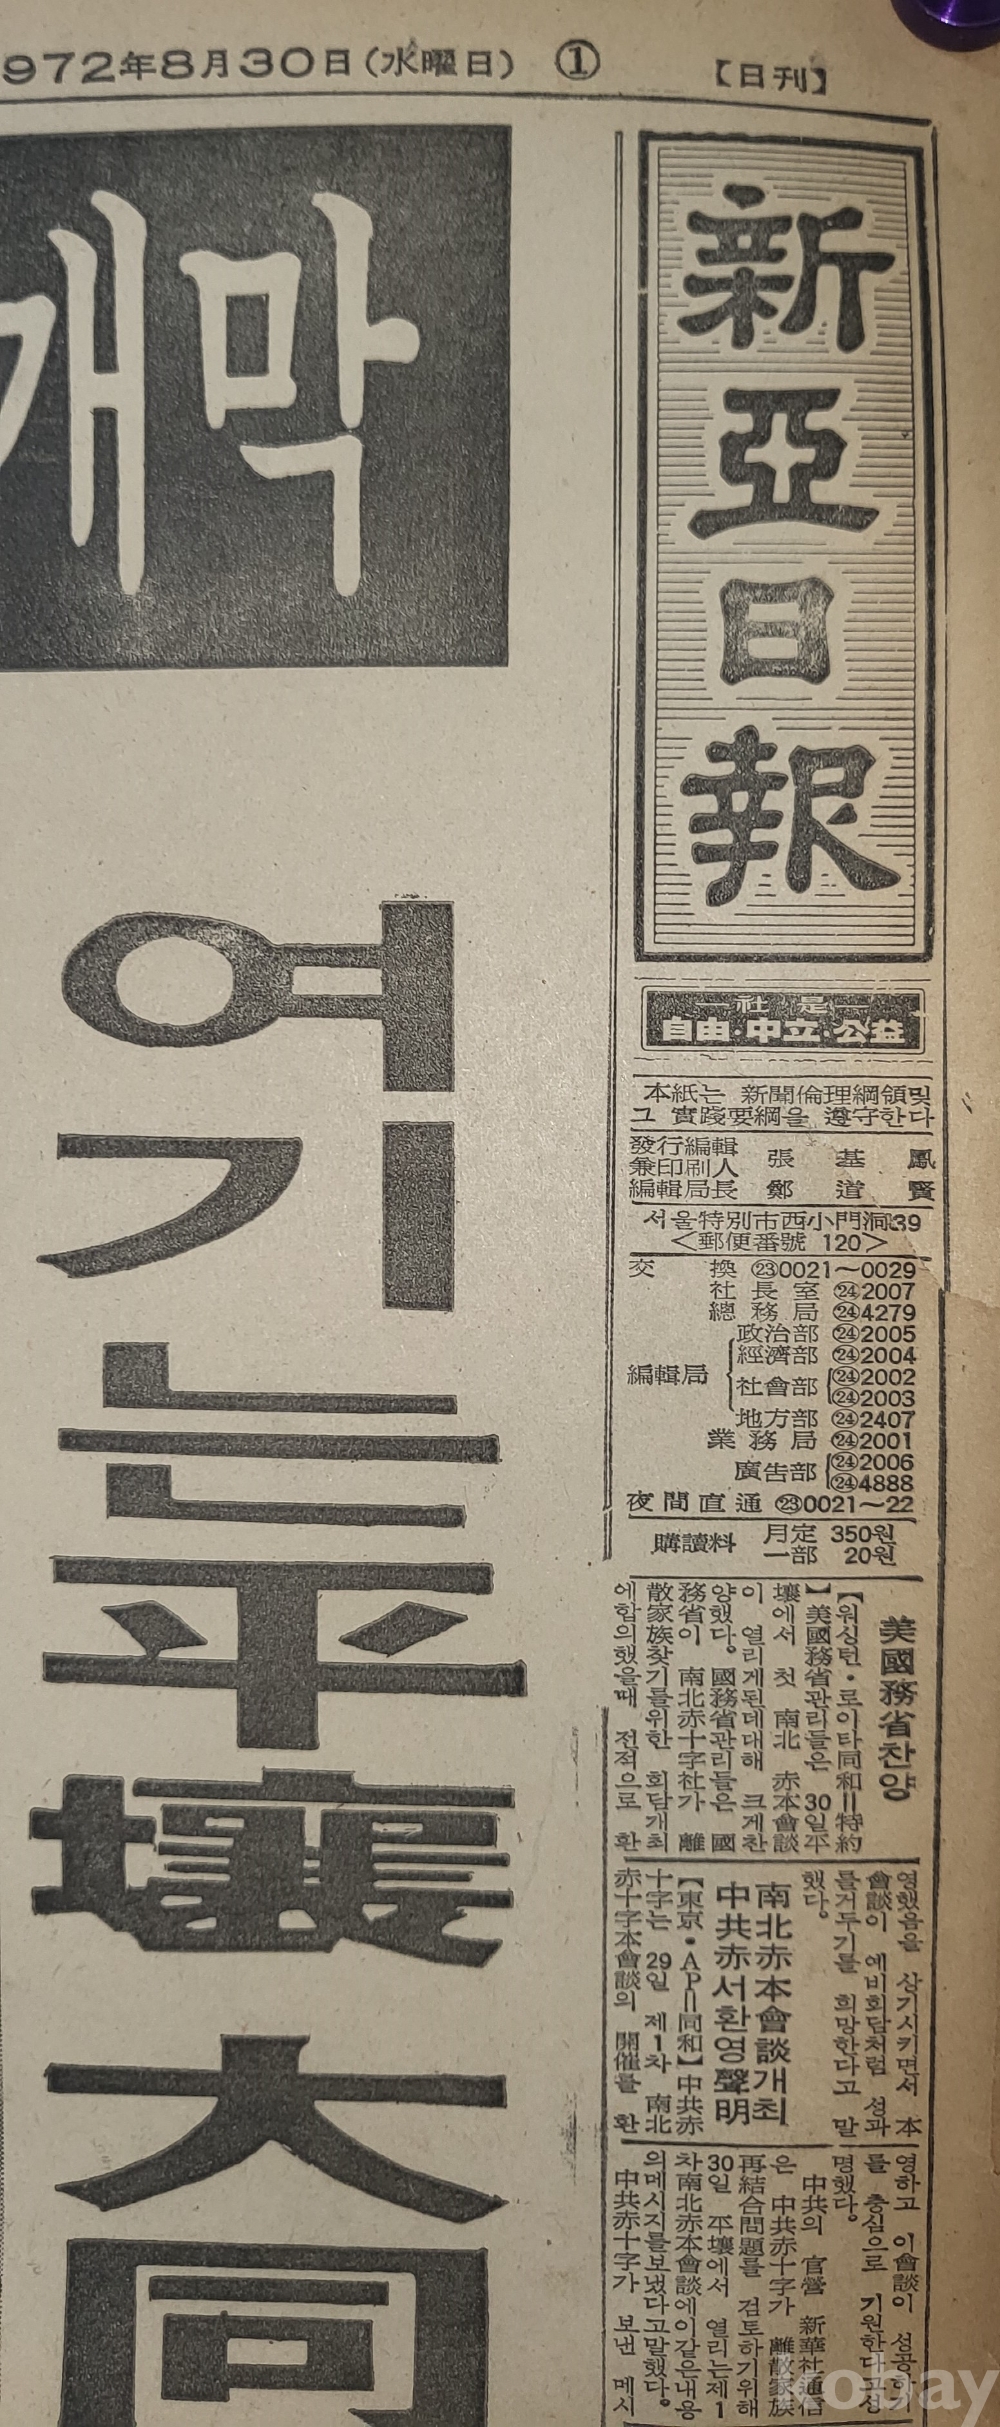 972年8月30日(水曜日) ① 【日刊】
新亞日報
개막
여기는平壤 大同
社是
自由·中立·公益
本紙는 新聞倫理綱領및
그 實踐要綱을 遵守한다
發行編輯
兼印刷人 張基鳳
編輯局長 鄭道賢
서울特別市西小門洞39
<郵便番號 120>
交換 ㉓0021~0029
社長室 ㉔2007
總務局 ㉔4279
編輯局
政治部 ㉔2005
經濟部 ㉔2004
社會部 ㉔2002
㉔2003
地方部 ㉔2407
業務局 ㉔2001
廣告部 ㉔2006
㉔4888
夜間直通 ㉓0021~22
購讀料 月定 350원
一部 20원
美國務省찬양
【워싱턴·로이타同和=特約
】美國務省관리들은 30일平
壤에서 첫 南北 赤本會談
이 열리게된데대해 크게찬
양했다。國務省관리들은 國
務省이 南北赤十字社가 離
散家族찾기를위한 회담개최
에합의했을때 전적으로 환
영했음을 상기시키면서 本
會談이 예비회담처럼 성과
를거두기를 희망한다고 말
했다。
南北赤本會談개최
中共赤서환영聲明
【東京·AP=同和】中共赤
十字는 29일 제1차 南北
赤十字本會談의 開催를 환
영하고 이會談이 성공하기
를 충심으로 기원한다고성
명했다。
中共의 官營 新華社通信
은 中共赤十字가 離散家族
再結合問題를 검토하기위해
30일 平壤에서 열리는제1
차南北赤本會談에이같은내용
의메시지를보냈다고말했다。
中共赤十字가 보낸 메시
kobay